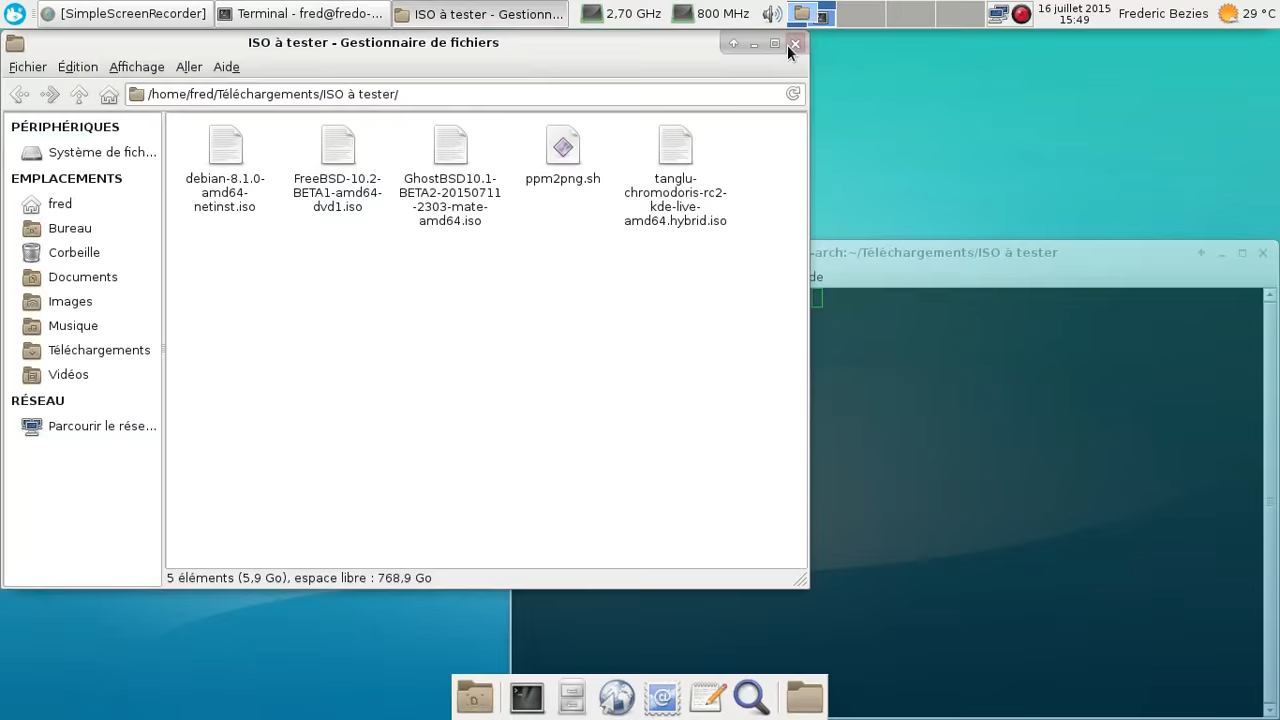 [SimpleScreenRecorder]
Terminal - fred@fredo-...
ISO à tester - Gestionn...
2,70 GHz
800 MHz
16 juillet 2015
15:49
Frederic Bezies
29 °C
ISO à tester - Gestionnaire de fichiers
Fichier Édition Affichage Aller Aide
/home/fred/Téléchargements/ISO à tester/
PÉRIPHÉRIQUES
Système de fich...
EMPLACEMENTS
fred
Bureau
Corbeille
Documents
Images
Musique
Téléchargements
Vidéos
RÉSEAU
Parcourir le rése...
debian-8.1.0-
amd64-
netinst.iso
FreeBSD-10.2-
BETA1-amd64-
dvd1.iso
GhostBSD10.1-
BETA2-20150711
-2303-mate-
amd64.iso
ppm2png.sh
tanglu-
chromodoris-rc2-
kde-live-
amd64.hybrid.iso
5 éléments (5,9 Go), espace libre : 768,9 Go
-arch:~/Téléchargements/ISO à tester
de